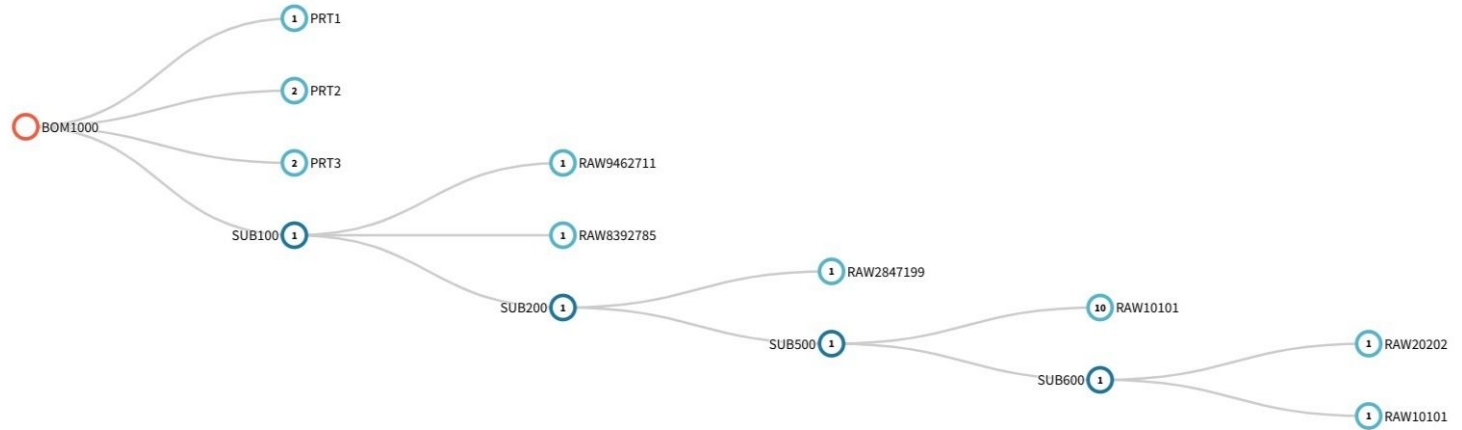 1 PRT1
2 PRT2
BOM1000
2 PRT3
1 RAW9462711
SUB100 1
1 RAW8392785
1 RAW2847199
SUB200 1
10 RAW10101
SUB500 1
1 RAW20202
SUB600 1
1 RAW10101